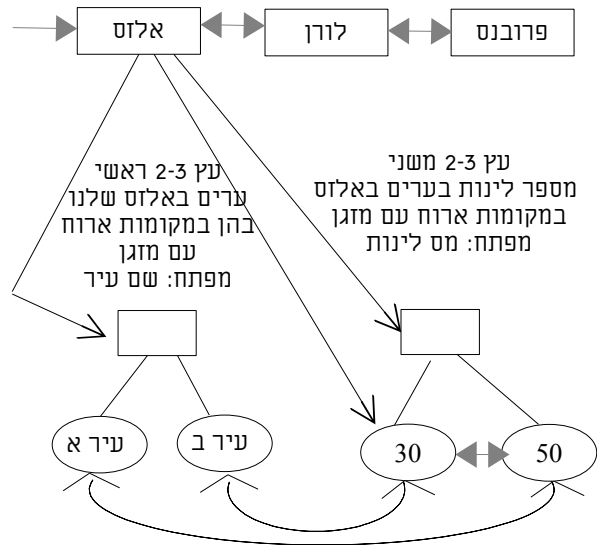 אלזס
לורן
פרובנס
עץ 2-3 ראשי
ערים באלזס שלנו
בהן במקומות ארוח
עם מזגן
מפתח: שם עיר
עץ 2-3 משני
מספר לינות בערים באלזס
במקומות ארוח עם מזגן
מפתח: מס לינות
עיר א
עיר ב
30
50